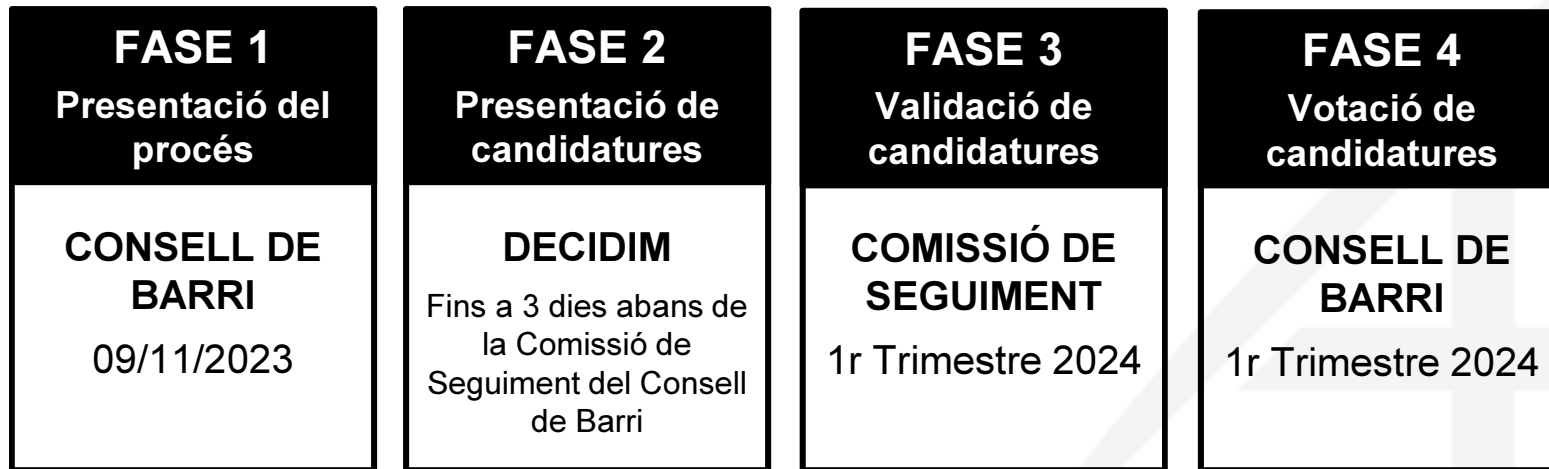 FASE 1
Presentació del
procés
CONSELL DE
BARRI
09/11/2023
FASE 2
Presentació de
candidatures
DECIDIM
Fins a 3 dies abans de
la Comissió de
Seguiment del Consell
de Barri
FASE 3
Validació de
candidatures
COMISSIÓ DE
SEGUIMENT
1r Trimestre 2024
FASE 4
Votació de
candidatures
CONSELL DE
BARRI
1r Trimestre 2024